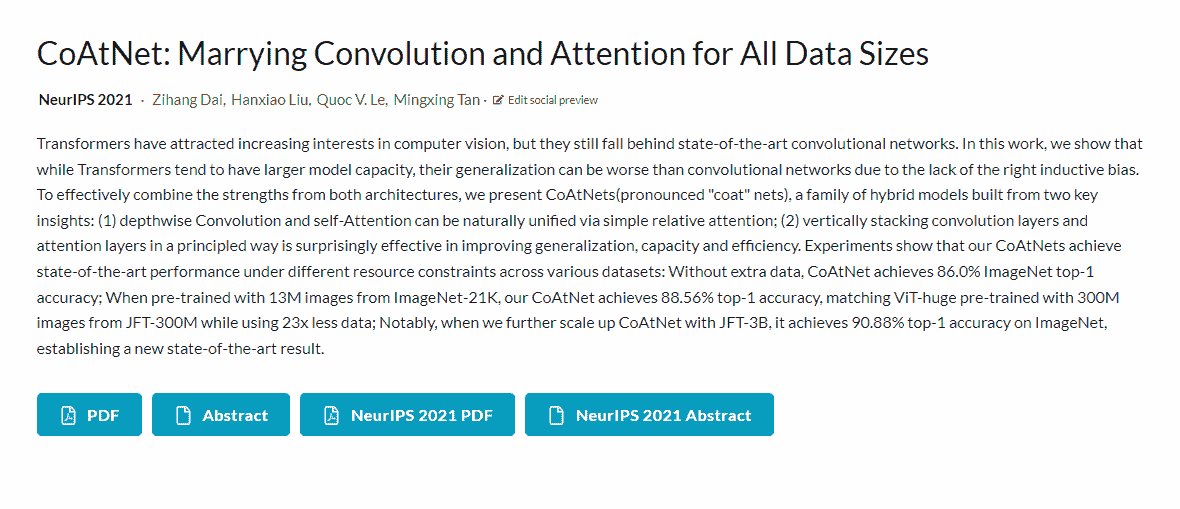 CoAtNet: Marrying Convolution and Attention for All Data Sizes
NeurIPS 2021 · Zihang Dai, Hanxiao Liu, Quoc V. Le, Mingxing Tan · Edit social preview
Transformers have attracted increasing interests in computer vision, but they still fall behind state-of-the-art convolutional networks. In this work, we show that
while Transformers tend to have larger model capacity, their generalization can be worse than convolutional networks due to the lack of the right inductive bias.
To effectively combine the strengths from both architectures, we present CoAtNets(pronounced "coat" nets), a family of hybrid models built from two key
insights: (1) depthwise Convolution and self-Attention can be naturally unified via simple relative attention; (2) vertically stacking convolution layers and
attention layers in a principled way is surprisingly effective in improving generalization, capacity and efficiency. Experiments show that our CoAtNets achieve
state-of-the-art performance under different resource constraints across various datasets: Without extra data, CoAtNet achieves 86.0% ImageNet top-1
accuracy; When pre-trained with 13M images from ImageNet-21K, our CoAtNet achieves 88.56% top-1 accuracy, matching ViT-huge pre-trained with 300M
images from JFT-300M while using 23x less data; Notably, when we further scale up CoAtNet with JFT-3B, it achieves 90.88% top-1 accuracy on ImageNet,
establishing a new state-of-the-art result.
PDF Abstract NeurIPS 2021 PDF NeurIPS 2021 Abstract